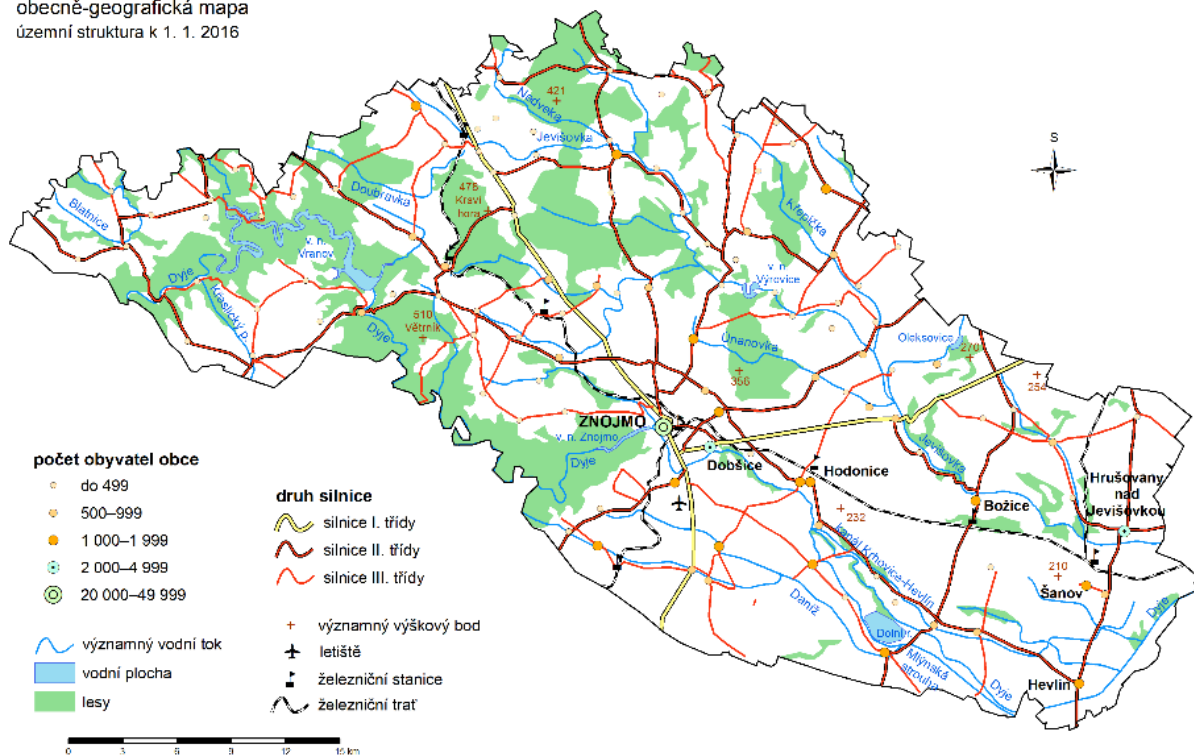 obecně-geografická mapa
územní struktura k 1. 1. 2016
S
421
Nedveka
Jevišovka
Doubravka
478
Kraví
hora
Blatnice
Křepička
v. n.
Vranov
v. n.
Výrovice
Dyje
Kraslický p.
510
Větrník
Dyje
Únanovka
Oleksovice
270
356
254
ZNOJMO
v. n. Znojmo
Dyje
Dobšice
Hodonice
Jevišovka
Hrušovany
nad
Jevišovkou
Božice
232
kanál Krhovice-Hevlín
210
Šanov
Daníž
Dyje
Dolní r.
Mlýnská
strouha
Dyje
Hevlín
počet obyvatel obce
do 499
500–999
1 000–1 999
2 000–4 999
20 000–49 999
druh silnice
silnice I. třídy
silnice II. třídy
silnice III. třídy
významný vodní tok
vodní plocha
lesy
významný výškový bod
letiště
železniční stanice
železniční trať
0 3 6 9 12 15 km